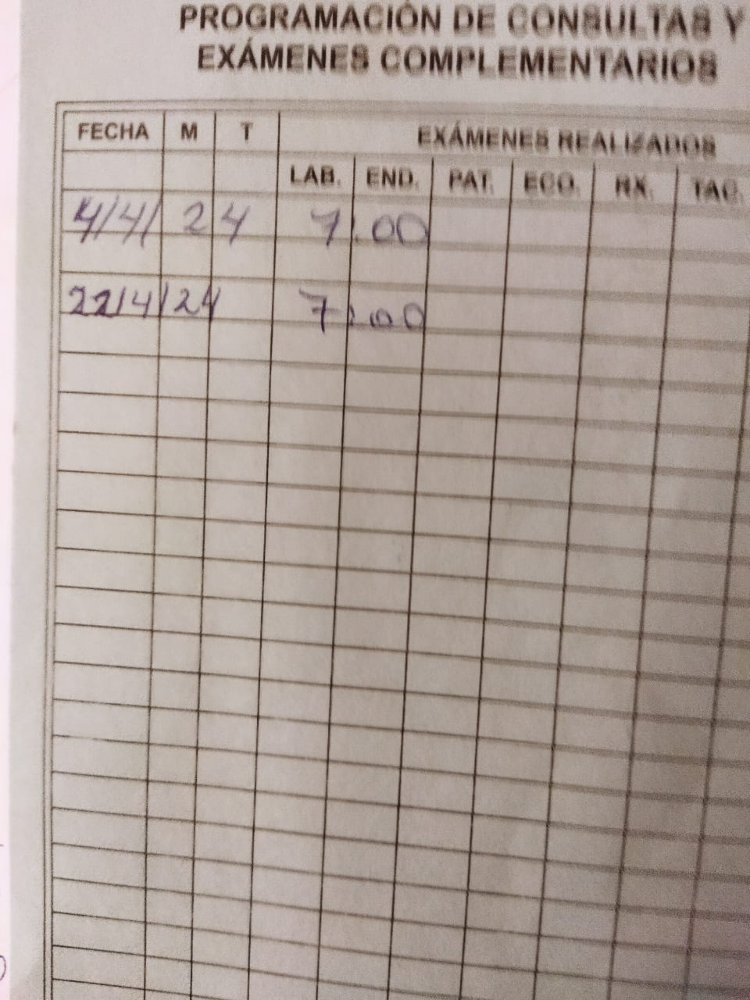 PROGRAMACIÓN DE CONSULTAS Y
EXÁMENES COMPLEMENTARIOS
FECHA M T EXÁMENES REALIZADOS
LAB. END. PAT. ECO. RX. TAC.
4/4/24 7:00
22/4/24 7:00